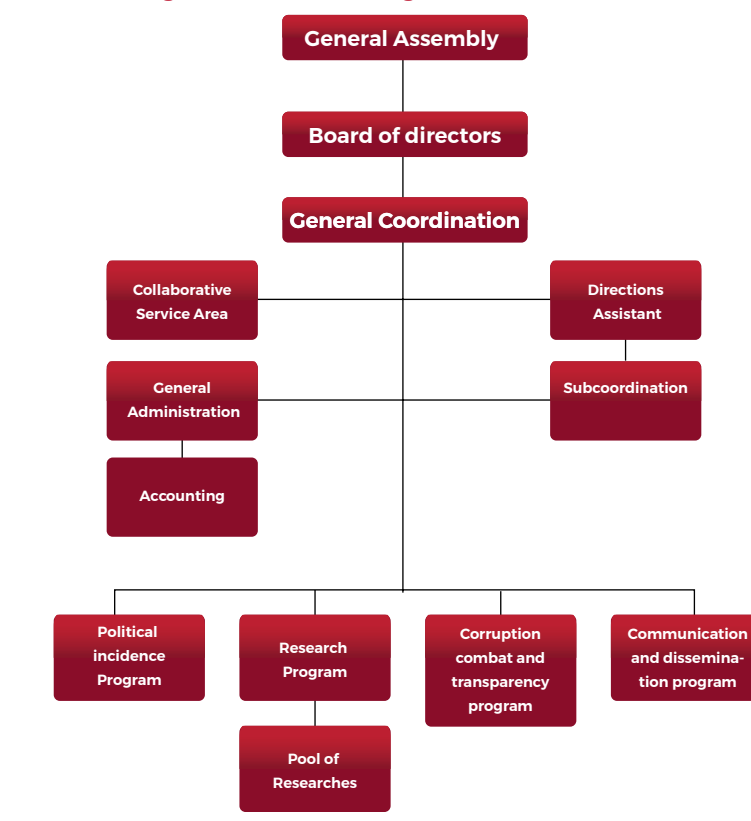 General Assembly
Board of directors
General Coordination
Collaborative
Service Area
Directions
Assistant
General
Administration
Subcoordination
Accounting
Political
incidence
Program
Research
Program
Corruption
combat and
transparency
program
Communication
and dissemina-
tion program
Pool of
Researches